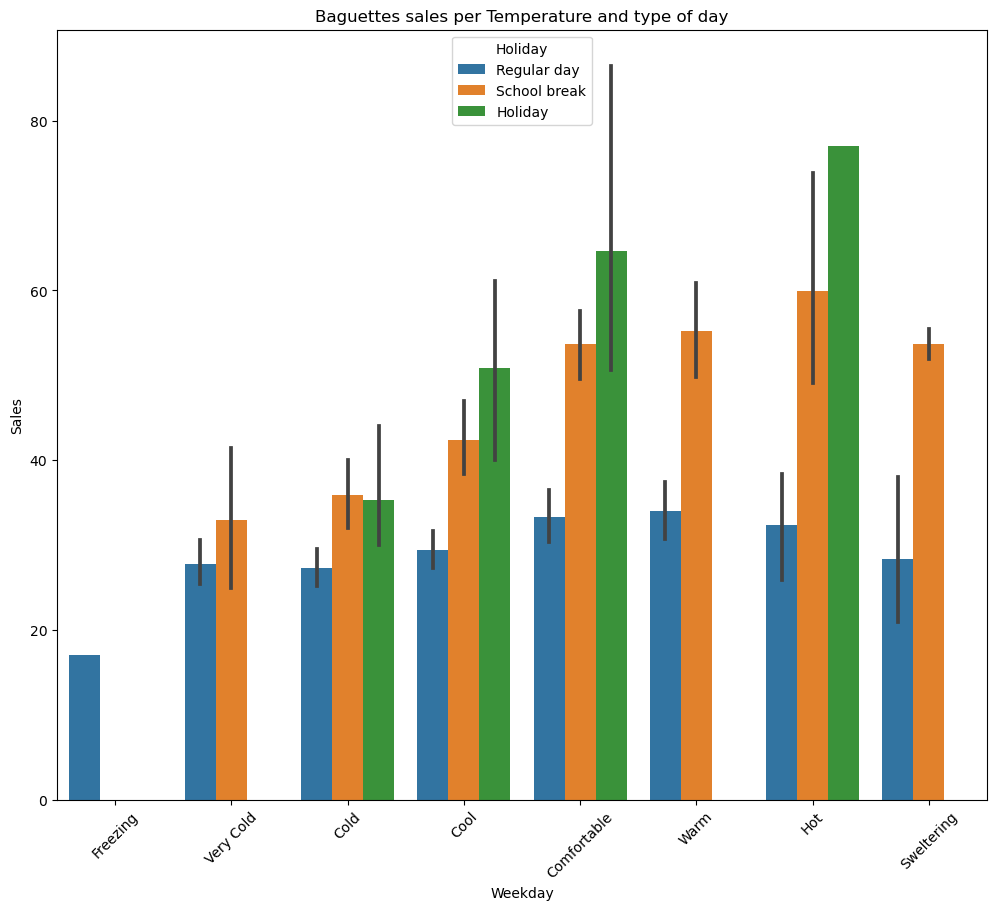 Baguettes sales per Temperature and type of day
Holiday
Regular day
School break
Holiday
Sales
80
60
40
20
0
Freezing
Very Cold
Cold
Cool
Comfortable
Warm
Hot
Sweltering
Weekday